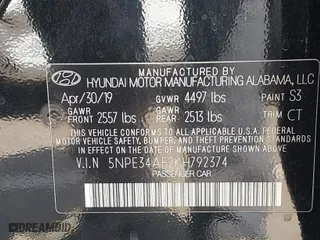 MANUFACTURED BY
HYUNDAI MOTOR MANUFACTURING ALABAMA, LLC
Apr/30/19 GVWR 4497 lbs PAINT S3
GAWR FRONT 2557 lbs GAWR REAR 2513 lbs TRIM CT
THIS VEHICLE CONFORMS TO ALL APPLICABLE U.S. FEDERAL
MOTOR VEHICLE SAFETY, BUMPER, AND THEFT PREVENTION STANDARDS
IN EFFECT ON THE DATE OF MANUFACTURE SHOWN ABOVE.
V.I.N 5NPE34AF2KH792374
PASSENGER CAR
DREAMBID